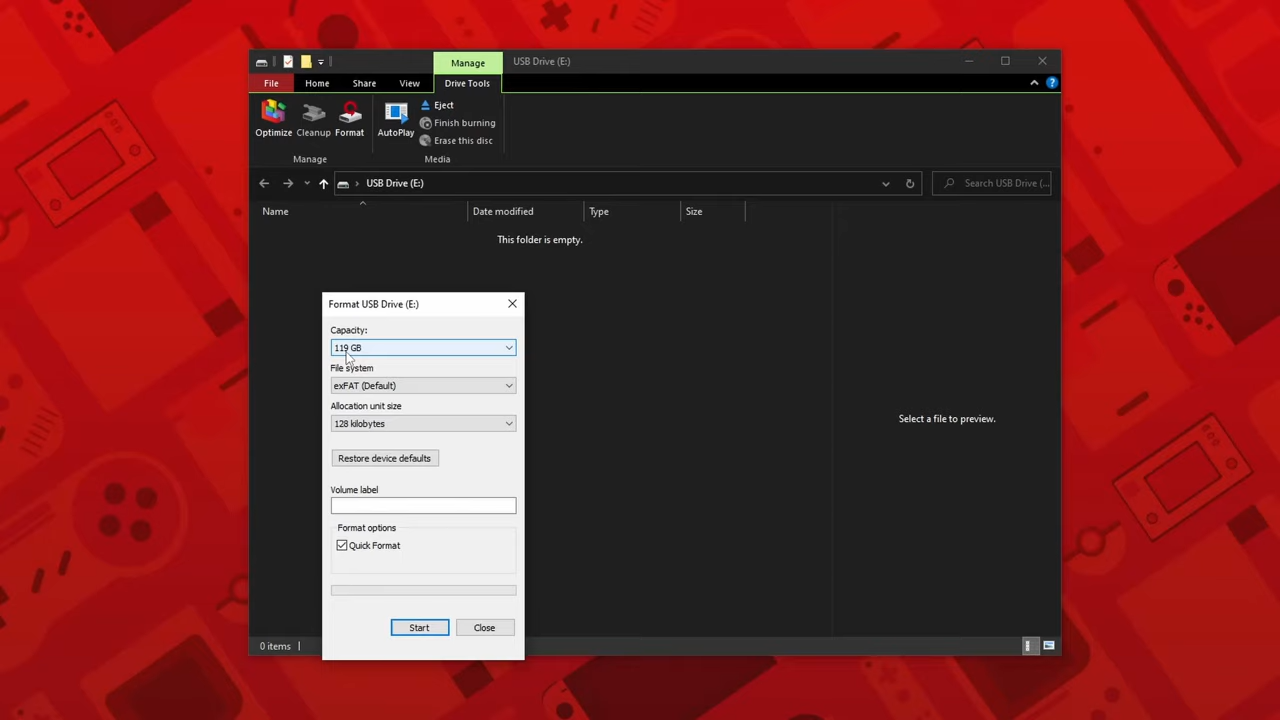 Manage
USB Drive (E:)
File
Home
Share
View
Drive Tools
Optimize
Cleanup
Format
AutoPlay
Eject
Finish burning
Erase this disc
Manage
Media
USB Drive (E:)
Search USB Drive (...
Name
Date modified
Type
Size
This folder is empty.
Format USB Drive (E:)
Capacity:
119 GB
File system
exFAT (Default)
Allocation unit size
128 kilobytes
Restore device defaults
Volume label
Format options
Quick Format
Start
Close
Select a file to preview.
0 items